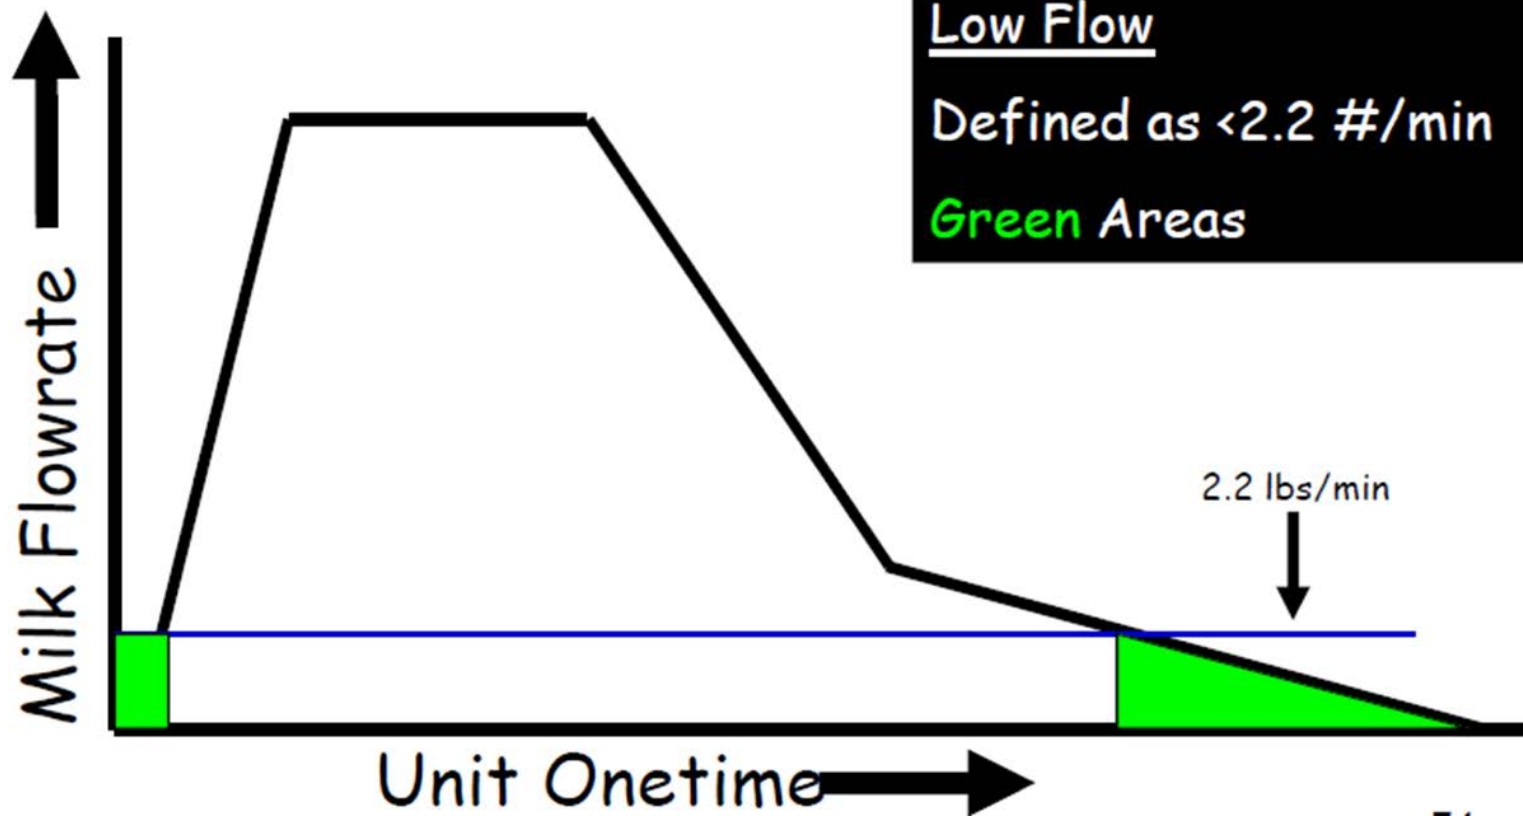 Low Flow
Defined as <2.2 #/min
Green Areas
Milk Flowrate
2.2 lbs/min
Unit Onetime